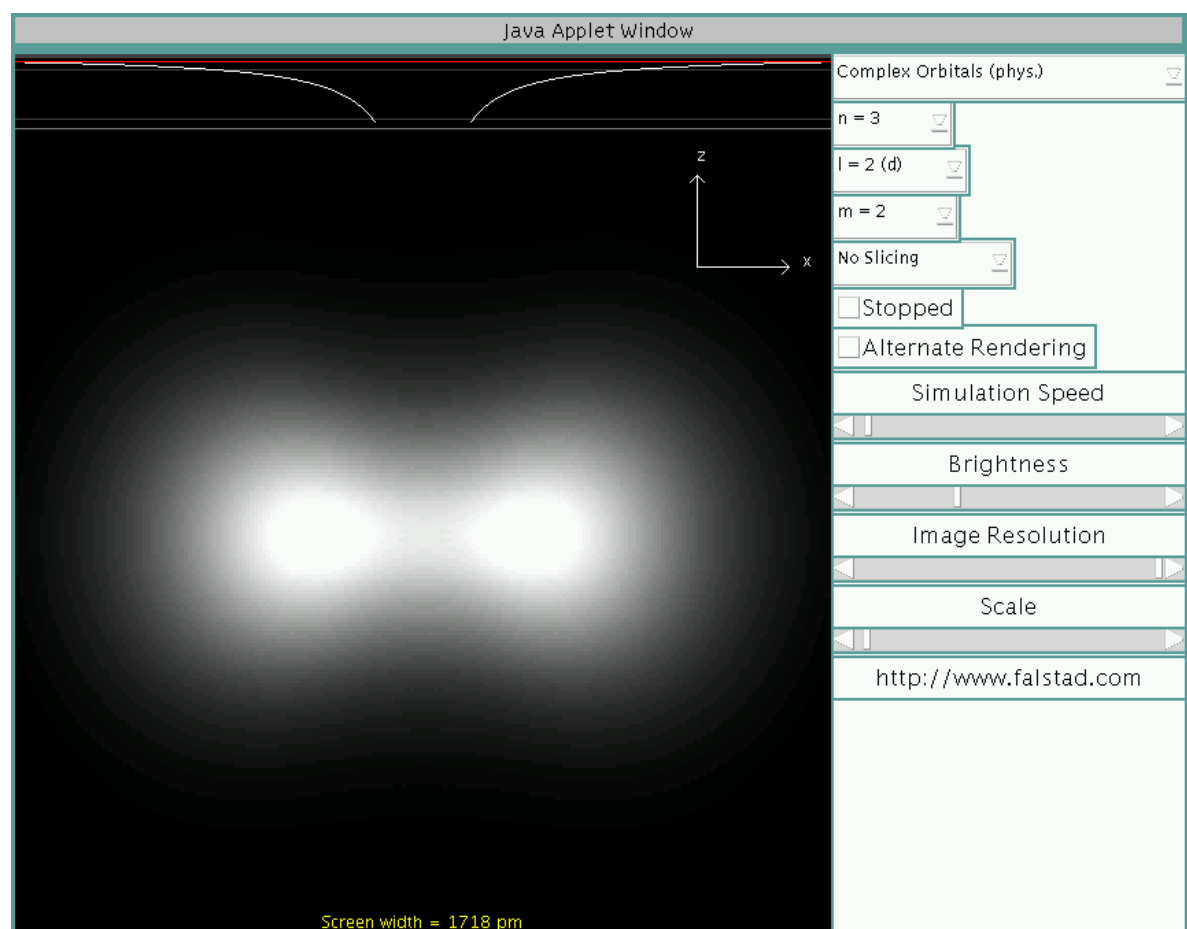 Java Applet Window
Complex Orbitals (phys.)
n = 3
l = 2 (d)
m = 2
No Slicing
Stopped
Alternate Rendering
Simulation Speed
Brightness
Image Resolution
Scale
http://www.falstad.com
z
x
Screen width = 1718 pm